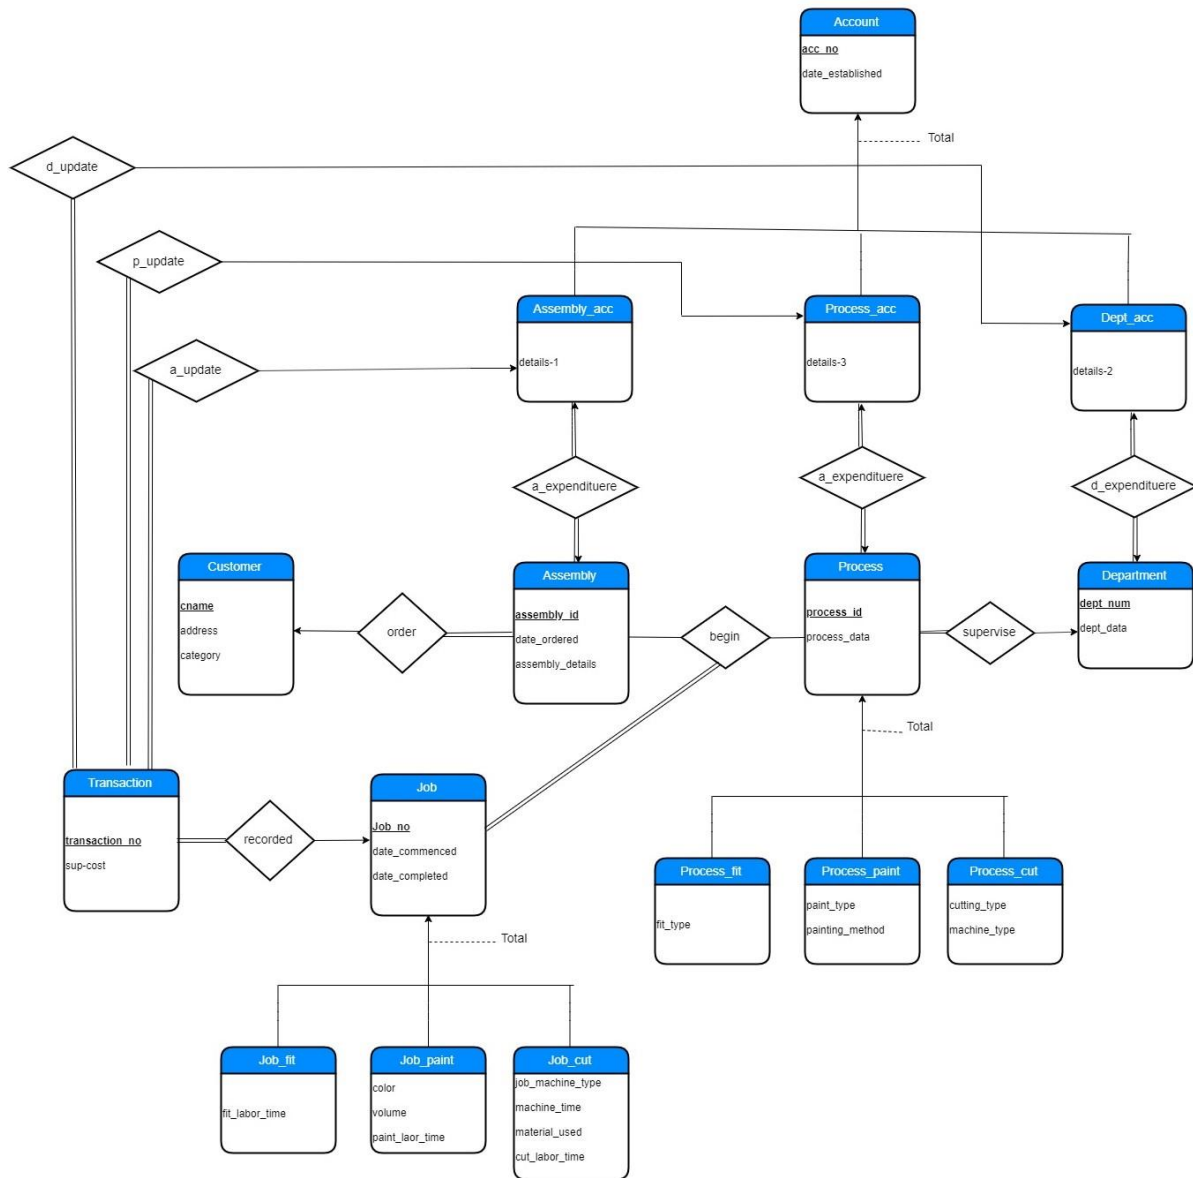 Account
acc_no
date_established
Total
d_update
p_update
Assembly_acc
details-1
Process_acc
details-3
Dept_acc
details-2
a_update
a_expendituere
a_expendituere
d_expendituere
Customer
cname
address
category
order
Assembly
assembly_id
date_ordered
assembly_details
begin
Process
process_id
process_data
supervise
Department
dept_num
dept_data
Total
Transaction
transaction_no
sup-cost
recorded
Job
Job_no
date_commenced
date_completed
Total
Process_fit
fit_type
Process_paint
paint_type
painting_method
Process_cut
cutting_type
machine_type
Job_fit
fit_labor_time
Job_paint
color
volume
paint_laor_time
Job_cut
job_machine_type
machine_time
material_used
cut_labor_time